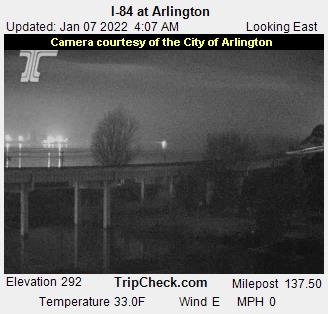 I-84 at Arlington
Updated: Jan 07 2022 4:07 AM Looking East
Camera courtesy of the City of Arlington
Elevation 292 TripCheck.com Milepost 137.50
Temperature 33.0F Wind E MPH 0